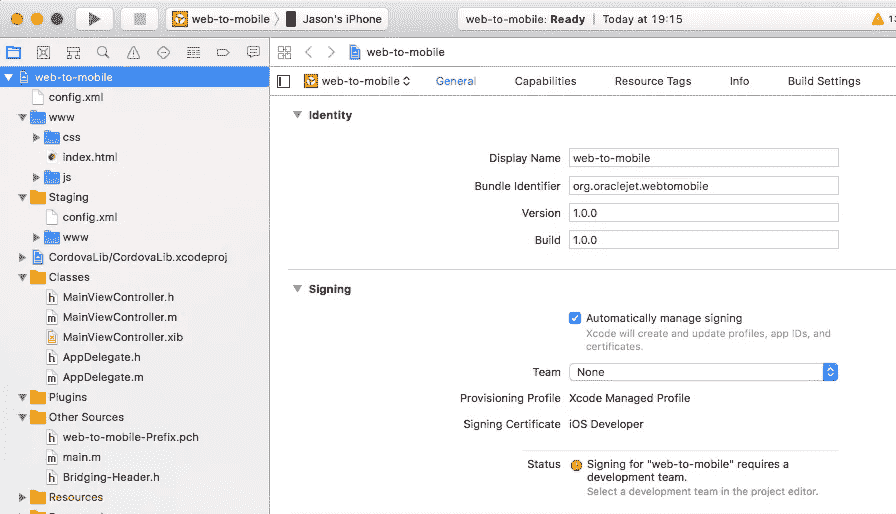 web-to-mobile Jason's iPhone web-to-mobile: Ready Today at 19:15
web-to-mobile
web-to-mobile General Capabilities Resource Tags Info Build Settings
web-to-mobile
config.xml
www
css
index.html
js
Staging
config.xml
www
CordovaLib/CordovaLib.xcodeproj
Classes
h MainViewController.h
m MainViewController.m
MainViewController.xib
h AppDelegate.h
m AppDelegate.m
Plugins
Other Sources
h web-to-mobile-Prefix.pch
m main.m
h Bridging-Header.h
Resources
Identity
Display Name web-to-mobile
Bundle Identifier org.oraclejet.webtomobile
Version 1.0.0
Build 1.0.0
Signing
Automatically manage signing
Xcode will create and update profiles, app IDs, and
certificates.
Team None
Provisioning Profile Xcode Managed Profile
Signing Certificate iOS Developer
Status Signing for "web-to-mobile" requires a
development team.
Select a development team in the project editor.